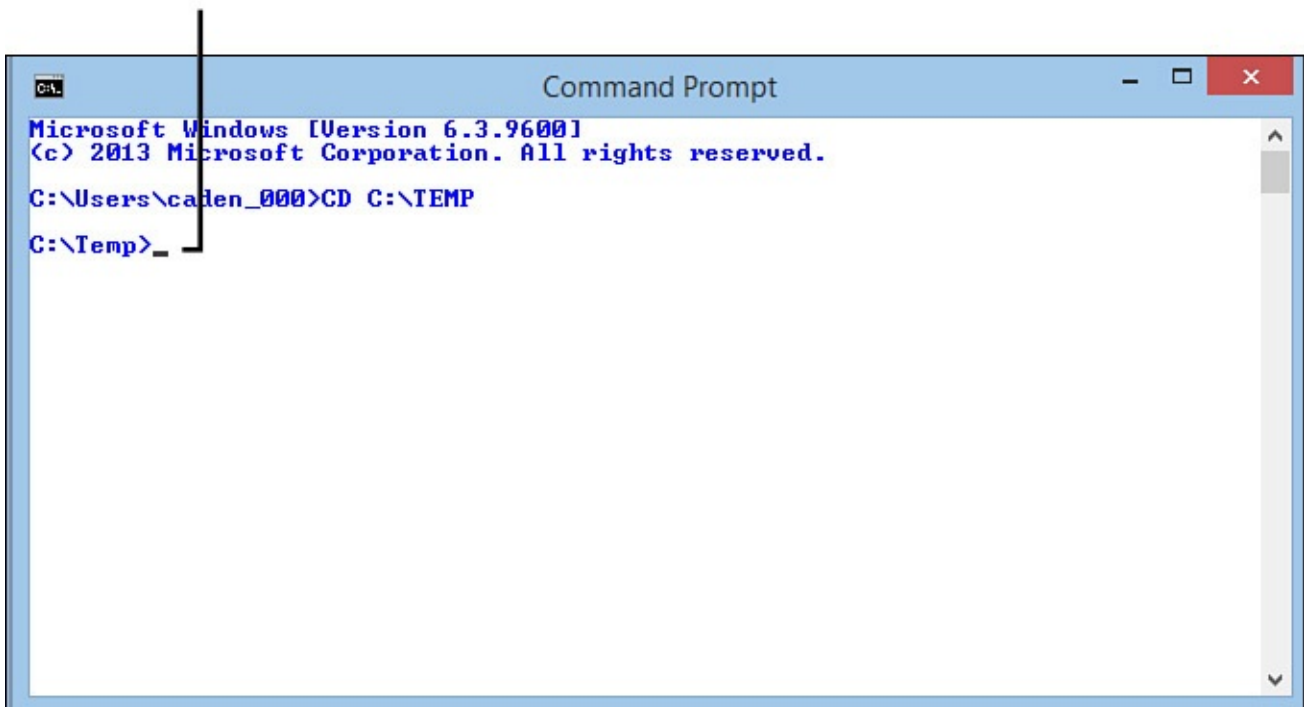 C:\.
Command Prompt
Microsoft Windows [Version 6.3.9600]
(c) 2013 Microsoft Corporation. All rights reserved.
C:\Users\caden_000>CD C:\TEMP
C:\Temp>_